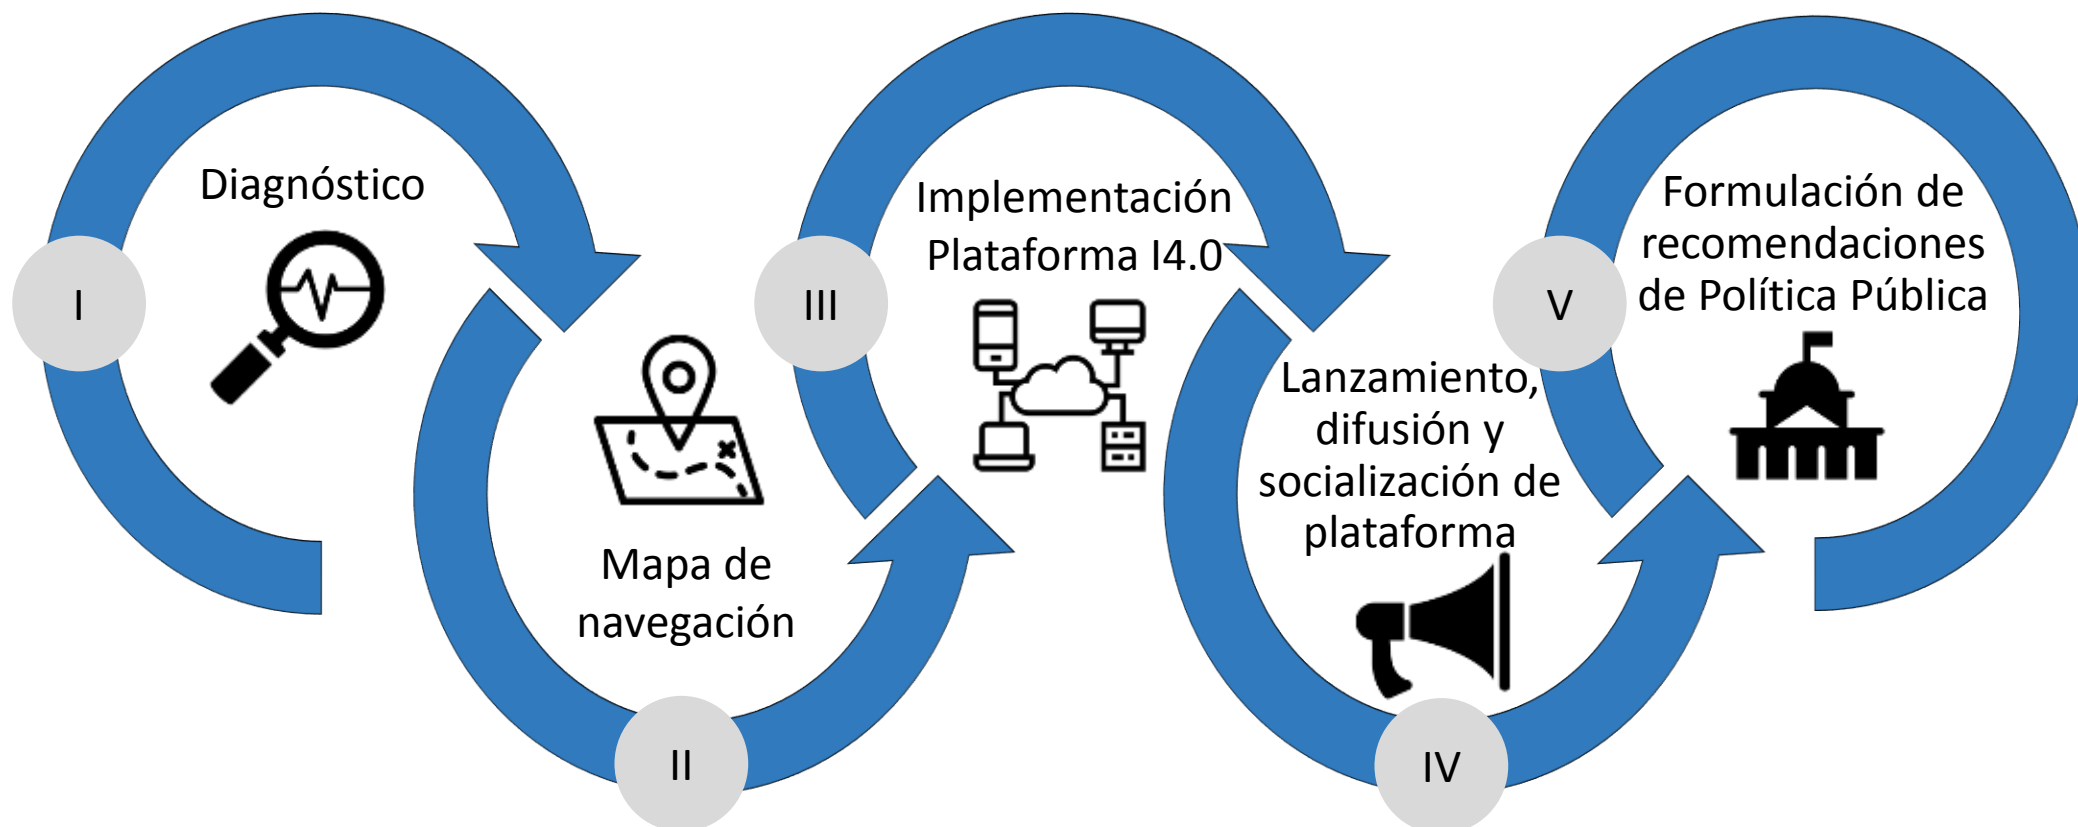 I
Diagnóstico
II
Mapa de
navegación
III
Implementación
Plataforma I4.0
IV
Lanzamiento,
difusión y
socialización de
plataforma
V
Formulación de
recomendaciones
de Política Pública